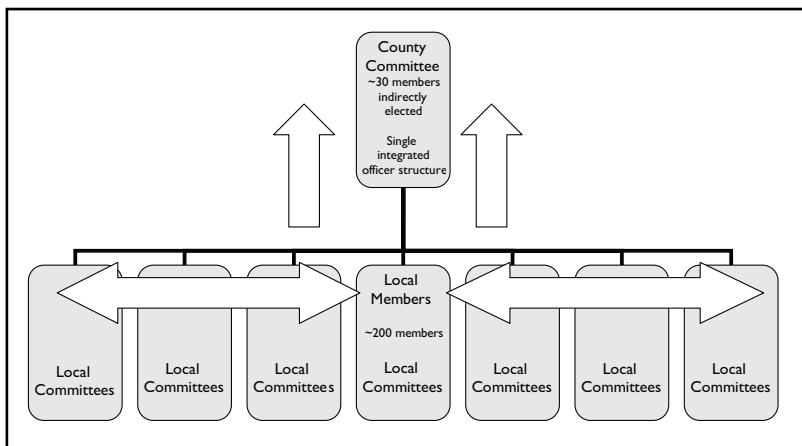 County
Committee
~30 members
indirectly
elected
Single
integrated
officer structure
Local
Members
~200 members
Local
Committees
Local
Committees
Local
Committees
Local
Committees
Local
Committees
Local
Committees
Local
Committees